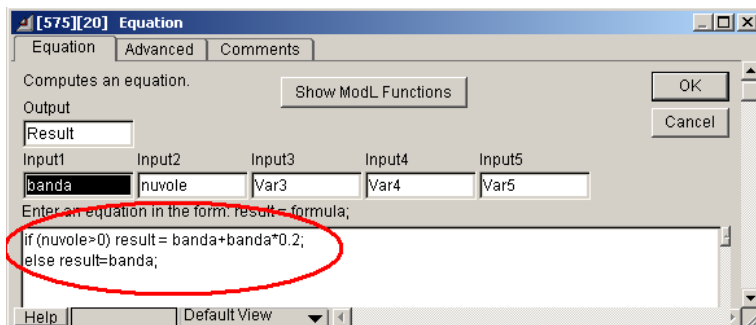 [575][20] Equation
Equation Advanced Comments
Computes an equation.
Show ModL Functions
OK
Cancel
Output
Result
Input1 Input2 Input3 Input4 Input5
banda nuvole Var3 Var4 Var5
Enter an equation in the form: result = formula;
if (nuvole>0) result = banda+banda*0.2;
else result=banda;
Help Default View